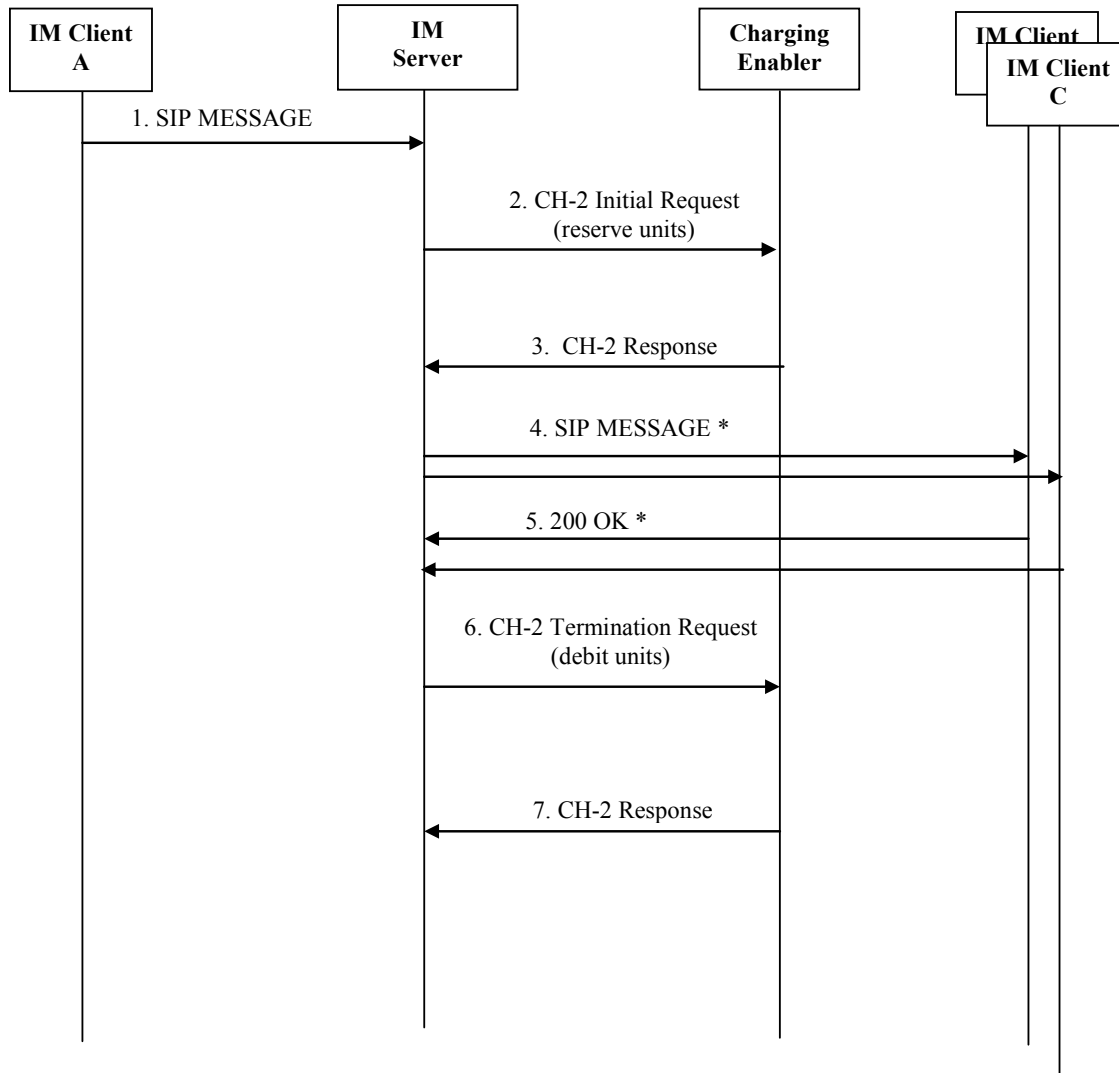 IM Client
A
IM
Server
Charging
Enabler
IM Client
IM Client
C
1. SIP MESSAGE
2. CH-2 Initial Request
(reserve units)
3. CH-2 Response
4. SIP MESSAGE *
5. 200 OK *
6. CH-2 Termination Request
(debit units)
7. CH-2 Response